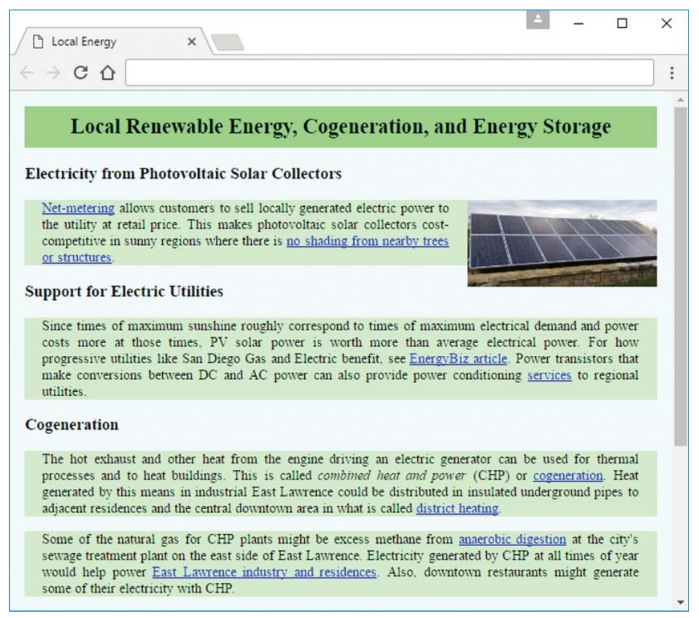 Local Energy
Local Renewable Energy, Cogeneration, and Energy Storage
Electricity from Photovoltaic Solar Collectors
Net-metering allows customers to sell locally generated electric power to
the utility at retail price. This makes photovoltaic solar collectors cost-
competitive in sunny regions where there is no shading from nearby trees
or structures.
Support for Electric Utilities
Since times of maximum sunshine roughly correspond to times of maximum electrical demand and power
costs more at those times, PV solar power is worth more than average electrical power. For how
progressive utilities like San Diego Gas and Electric benefit, see EnergyBiz article. Power transistors that
make conversions between DC and AC power can also provide power conditioning services to regional
utilities.
Cogeneration
The hot exhaust and other heat from the engine driving an electric generator can be used for thermal
processes and to heat buildings. This is called combined heat and power (CHP) or cogeneration. Heat
generated by this means in industrial East Lawrence could be distributed in insulated underground pipes to
adjacent residences and the central downtown area in what is called district heating.
Some of the natural gas for CHP plants might be excess methane from anaerobic digestion at the city's
sewage treatment plant on the east side of East Lawrence. Electricity generated by CHP at all times of year
would help power East Lawrence industry and residences. Also, downtown restaurants might generate
some of their electricity with CHP.